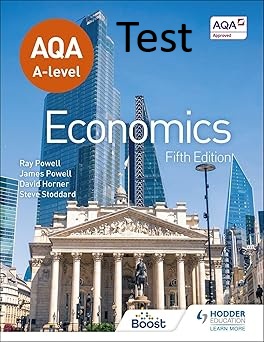 AQA
A-level
Test
AQA
Approved
Economics
Fifth Edition
Ray Powell
James Powell
David Horner
Steve Stoddard
Boost
HODDER
EDUCATION
Learn More